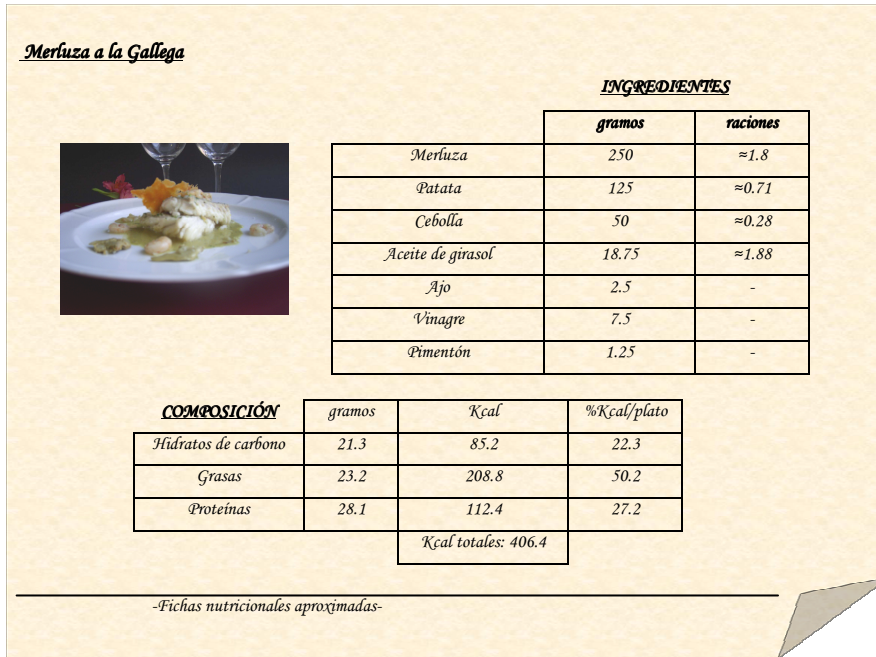 Merluza a la Gallega
INGREDIENTES
gramos raciones
Merluza 250 ≈1.8
Patata 125 ≈0.71
Cebolla 50 ≈0.28
Aceite de girasol 18.75 ≈1.88
Ajo 2.5 -
Vinagre 7.5 -
Pimentón 1.25 -
COMPOSICIÓN gramos Kcal %Kcal/plato
Hidratos de carbono 21.3 85.2 22.3
Grasas 23.2 208.8 50.2
Proteínas 28.1 112.4 27.2
Kcal totales: 406.4
-Fichas nutricionales aproximadas-